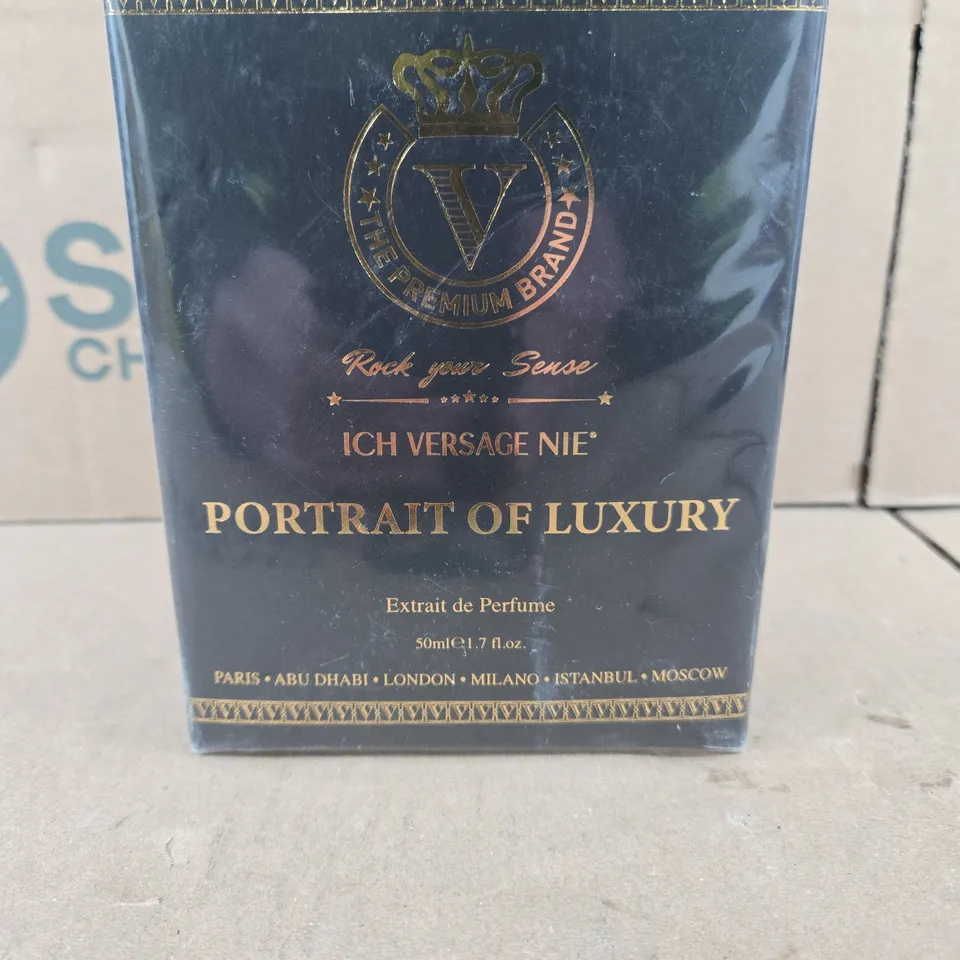 V
THE PREMIUM BRAND
Rock your Sense
ICH VERSAGE NIE®
PORTRAIT OF LUXURY
Extrait de Perfume
50ml℮1.7 fl.oz.
PARIS • ABU DHABI • LONDON • MILANO • ISTANBUL • MOSCOW